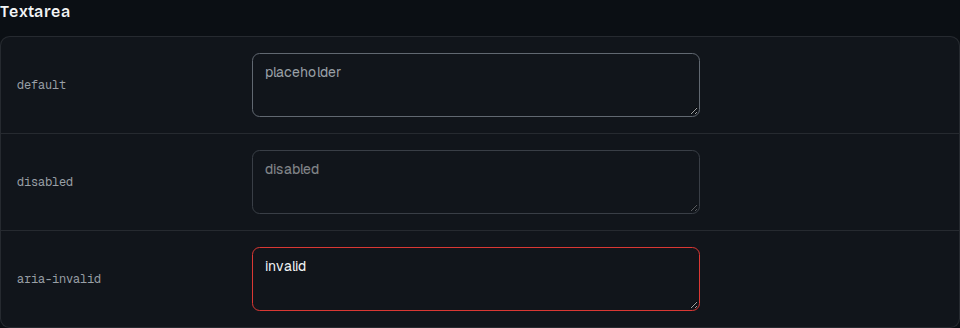 Textarea
default
placeholder
disabled
disabled
aria-invalid
invalid